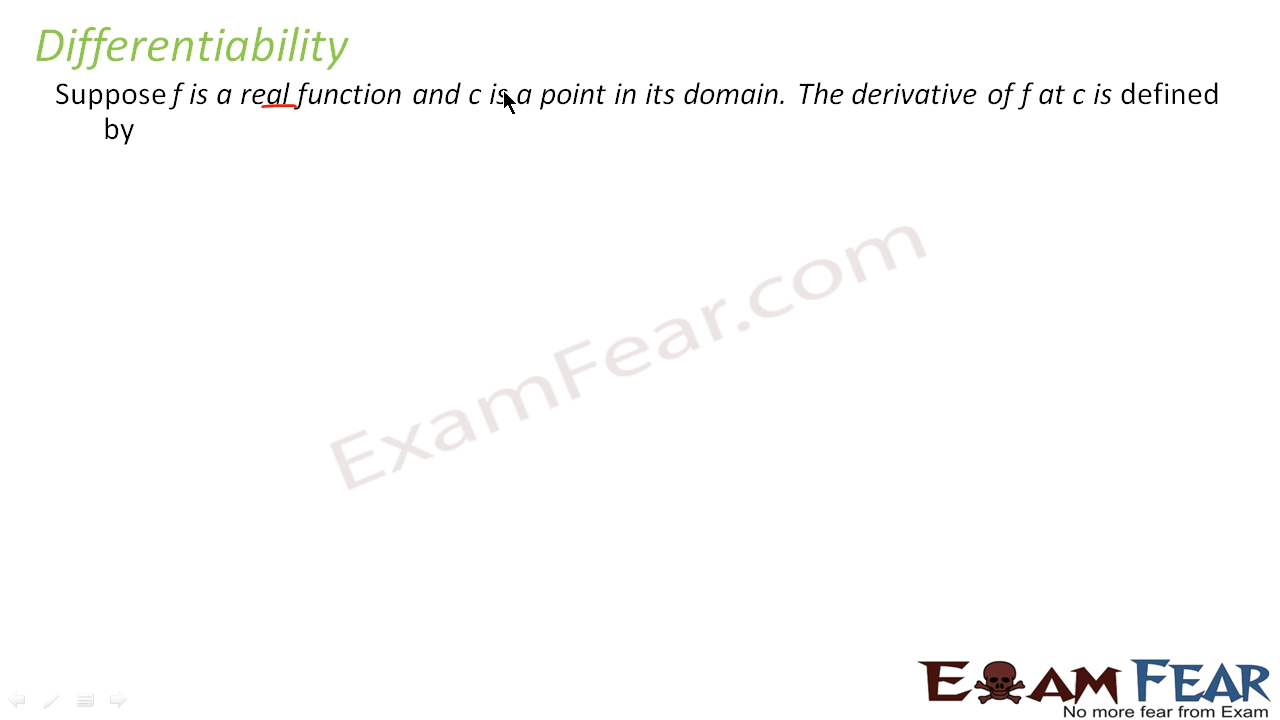 Differentiability
Suppose f is a real function and c is a point in its domain. The derivative of f at c is defined
by
ExamFear.com
EXAM FEAR
No more fear from Exam